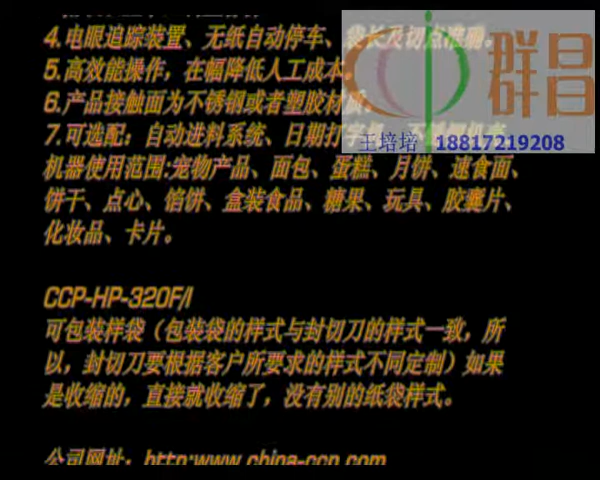 4.电眼追踪装置、无纸自动停车、袋长及切点准确。
5.高效能操作，在幅降低人工成本。
6.产品接触面为不锈钢或者塑胶材质。
7.可选配：自动进料系统、日期打字
机器使用范围:宠物产品、面包、蛋糕、月饼、速食面、
饼干、点心、馅饼、盒装食品、糖果、玩具、胶囊片、
化妆品、卡片。
CCP-HP-320F/I
可包装样袋（包装袋的样式与封切刀的样式一致，所
以，封切刀要根据客户所要求的样式不同定制）如果
是收缩的，直接就收缩了，没有别的纸袋样式。
公司网址：http:www.china-ccp.com
群昌
王培培 18817219208